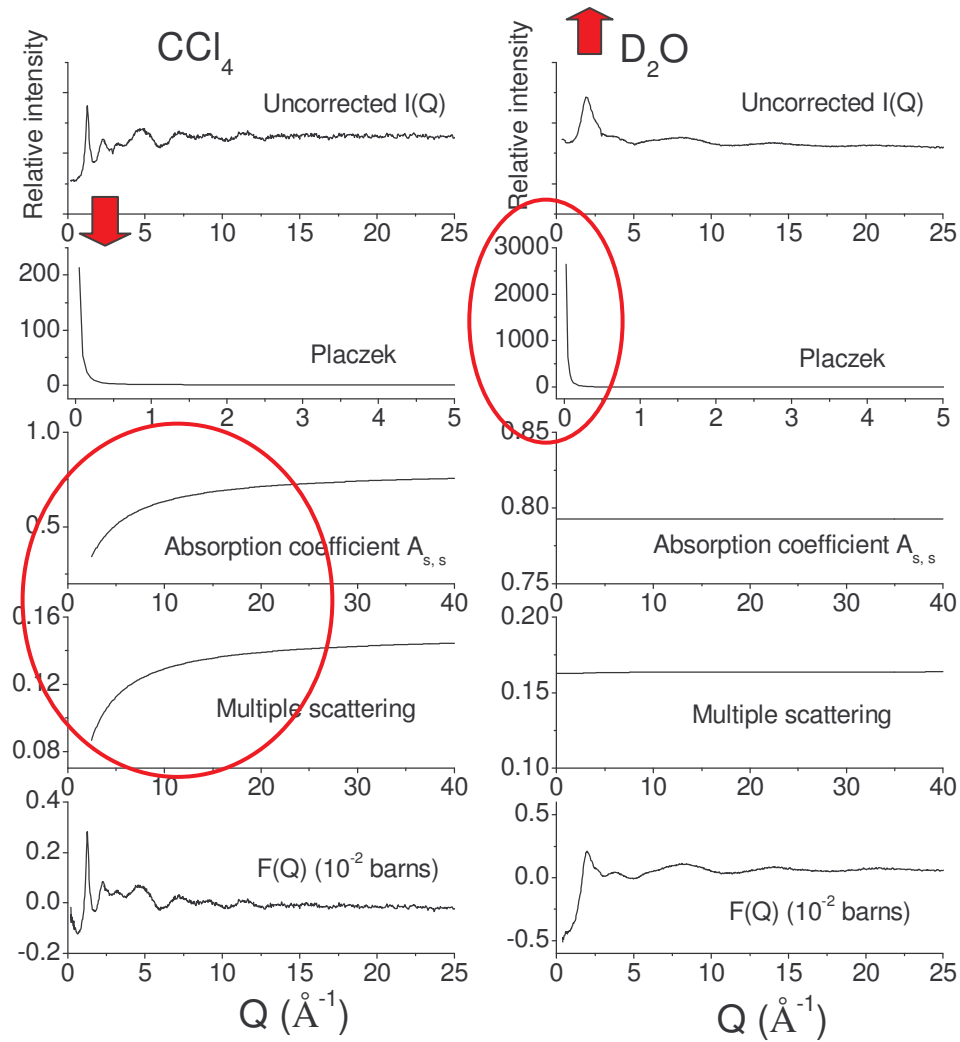 CCl₄
Relative intensity
Uncorrected I(Q)
0 5 10 15 20 25
200
100
0
Placzek
0 1 2 3 4 5
1.0
0.5
Absorption coefficient A s, s
0 10 20 30 40
0.16
0.12
0.08
Multiple scattering
0 10 20 30 40
0.4
0.2
0.0
-0.2
F(Q) (10⁻² barns)
0 5 10 15 20 25
Q (Å⁻¹)
D₂O
Relative intensity
Uncorrected I(Q)
0 5 10 15 20 25
3000
2000
1000
0
Placzek
0 1 2 3 4 5
0.85
0.80
0.75
Absorption coefficient A s, s
0 10 20 30 40
0.20
0.15
0.10
Multiple scattering
0 10 20 30 40
0.5
0.0
-0.5
F(Q) (10⁻² barns)
0 5 10 15 20 25
Q (Å⁻¹)